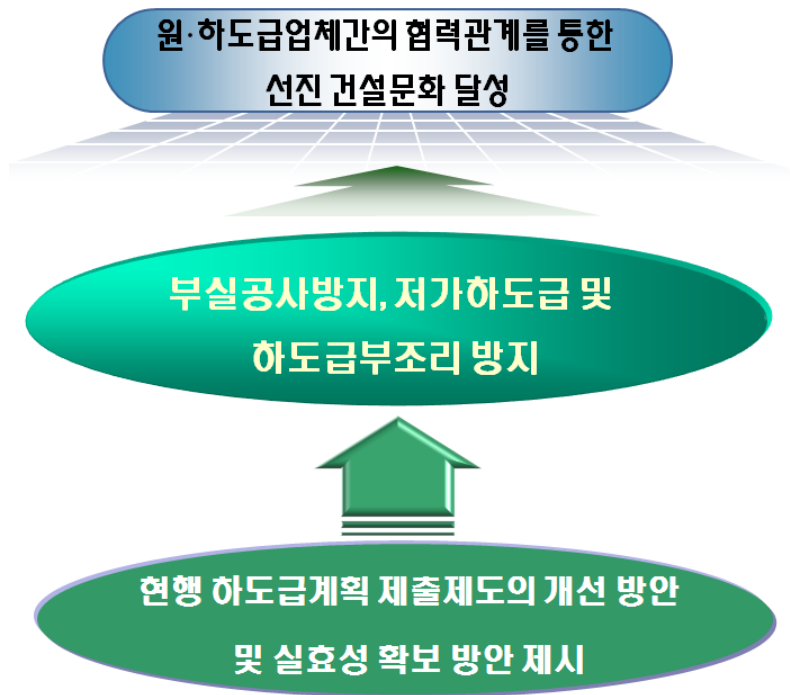 원·하도급업체간의 협력관계를 통한
선진 건설문화 달성
부실공사방지, 저가하도급 및
하도급부조리 방지
현행 하도급계획 제출제도의 개선 방안
및 실효성 확보 방안 제시